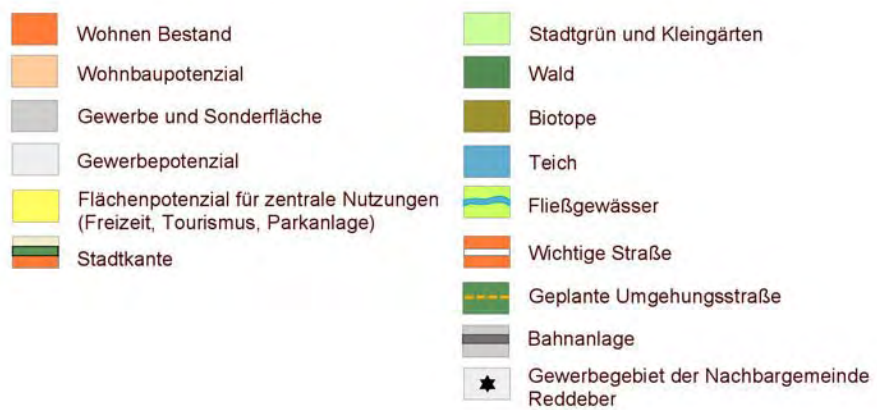 Wohnen Bestand
Wohnbaupotenzial
Gewerbe und Sonderfläche
Gewerbepotenzial
Flächenpotenzial für zentrale Nutzungen
(Freizeit, Tourismus, Parkanlage)
Stadtkante
Stadtgrün und Kleingärten
Wald
Biotope
Teich
Fließgewässer
Wichtige Straße
Geplante Umgehungsstraße
Bahnanlage
Gewerbegebiet der Nachbargemeinde
Reddeber